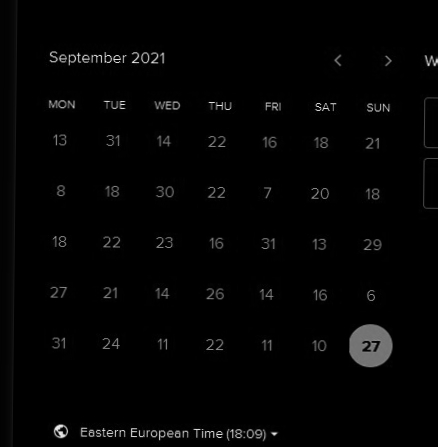 September 2021
W
MON TUE WED THU FRI SAT SUN
13 31 14 22 16 18 21
8 18 30 22 7 20 18
18 22 23 16 31 13 29
27 21 14 26 14 16 6
31 24 11 22 11 10 27
Eastern European Time (18:09)